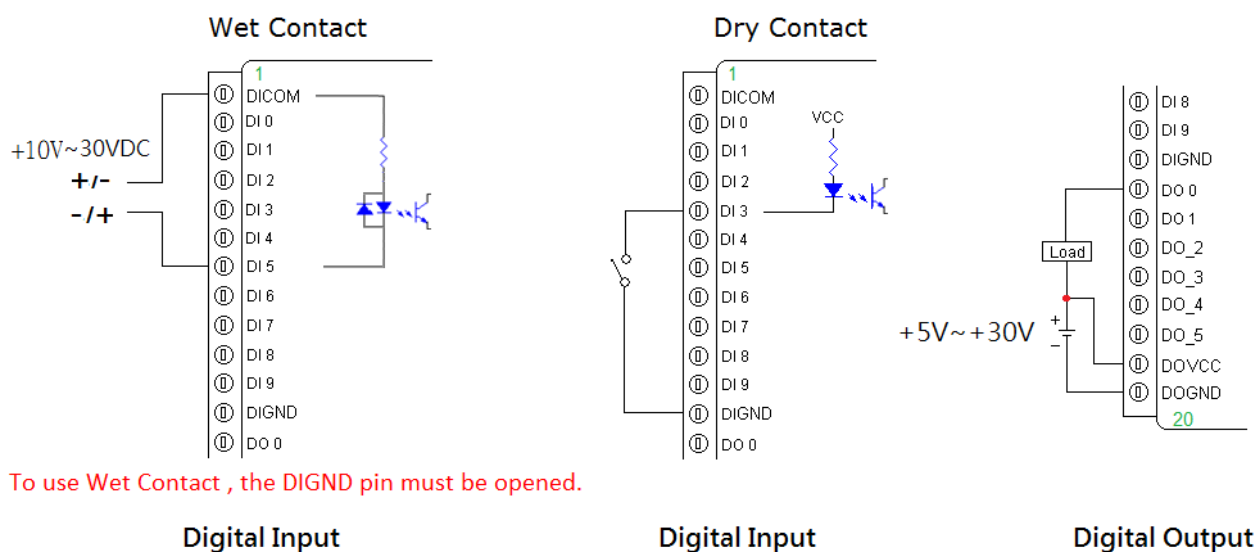 Wet Contact
1
DICOM
DI 0
DI 1
DI 2
DI 3
DI 4
DI 5
DI 6
DI 7
DI 8
DI 9
DIGND
DO 0
+10V~30VDC
+/-
-/+
To use Wet Contact , the DIGND pin must be opened.
Digital Input
Dry Contact
1
DICOM
DI 0
DI 1
DI 2
DI 3
DI 4
DI 5
DI 6
DI 7
DI 8
DI 9
DIGND
DO 0
VCC
Digital Input
DI 8
DI 9
DIGND
DO 0
DO 1
DO_2
DO_3
DO_4
DO_5
DOVCC
DOGND
20
Load
+5V~+30V
+
−
Digital Output